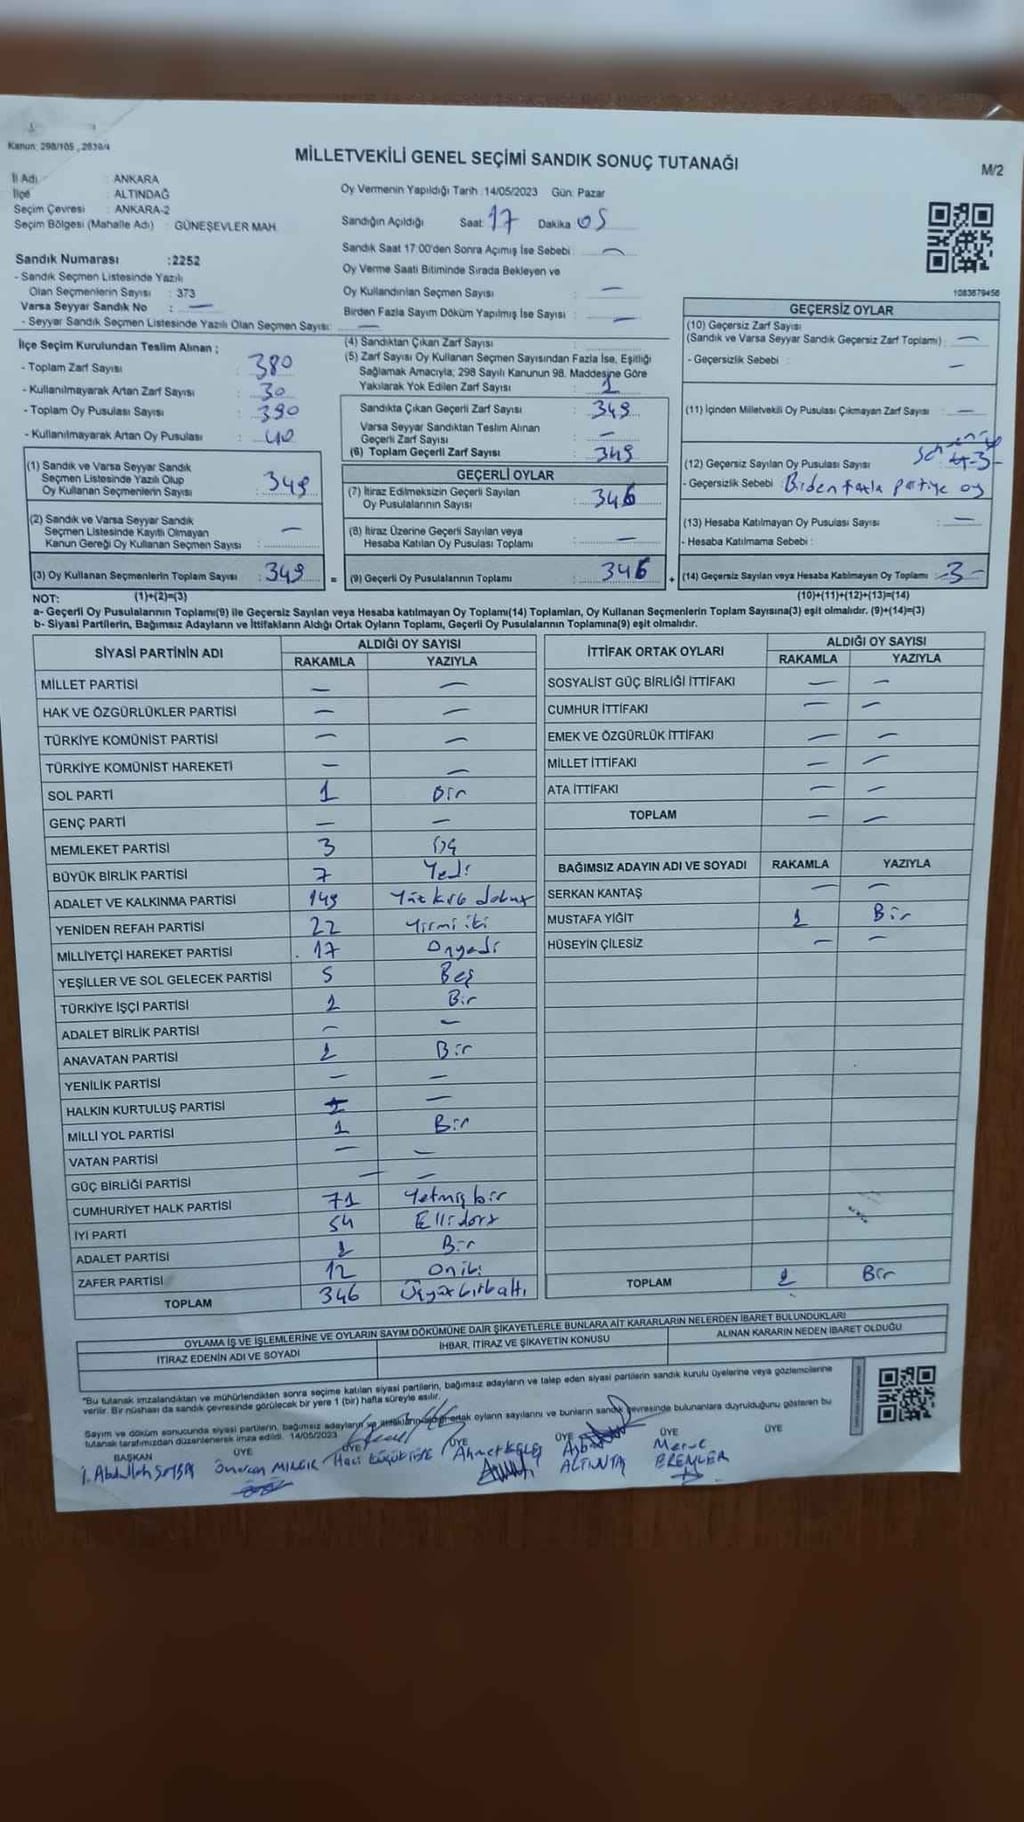 Kanun: 298/105 , 2839/4
MİLLETVEKİLİ GENEL SEÇİMİ SANDIK SONUÇ TUTANAĞI
M/2
İl Adı : ANKARA
İlçe : ALTINDAĞ
Seçim Çevresi : ANKARA-2
Seçim Bölgesi (Mahalle Adı) : GÜNEŞEVLER MAH.
Oy Vermenin Yapıldığı Tarih :14/05/2023 Gün: Pazar
Sandığın Açıldığı Saat: 17 Dakika 05
Sandık Saat 17:00'den Sonra Açımış İse Sebebi : —
Oy Verme Saati Bitiminde Sırada Bekleyen ve
Oy Kullandırılan Seçmen Sayısı : —
Birden Fazla Sayım Döküm Yapılmış İse Sayısı : —
Sandık Numarası :2252
- Sandık Seçmen Listesinde Yazılı
Olan Seçmenlerin Sayısı : 373
Varsa Seyyar Sandık No : —
- Seyyar Sandık Seçmen Listesinde Yazılı Olan Seçmen Sayısı: —
1083679456
İlçe Seçim Kurulundan Teslim Alınan ;
- Toplam Zarf Sayısı : 380
- Kullanılmayarak Artan Zarf Sayısı : 30
- Toplam Oy Pusulası Sayısı : 390
- Kullanılmayarak Artan Oy Pusulası : 40
(1) Sandık ve Varsa Seyyar Sandık
Seçmen Listesinde Yazılı Olup
Oy Kullanan Seçmenlerin Sayısı : 349
(2) Sandık ve Varsa Seyyar Sandık
Seçmen Listesinde Kayıtlı Olmayan
Kanun Gereği Oy Kullanan Seçmen Sayısı : —
(3) Oy Kullanan Seçmenlerin Toplam Sayısı : 349
(4) Sandıktan Çıkan Zarf Sayısı :
(5) Zarf Sayısı Oy Kullanan Seçmen Sayısından Fazla İse, Eşitliği
Sağlamak Amacıyla; 298 Sayılı Kanunun 98. Maddesine Göre
Yakılarak Yok Edilen Zarf Sayısı : 1
Sandıkta Çıkan Geçerli Zarf Sayısı : 349
Varsa Seyyar Sandıktan Teslim Alınan
Geçerli Zarf Sayısı : —
(6) Toplam Geçerli Zarf Sayısı : 349
GEÇERLİ OYLAR
(7) İtiraz Edilmeksizin Geçerli Sayılan
Oy Pusulalarının Sayısı : 346
(8) İtiraz Üzerine Geçerli Sayılan veya
Hesaba Katılan Oy Pusulası Toplamı : —
= (9) Geçerli Oy Pusulalarının Toplamı : 346 +
GEÇERSİZ OYLAR
(10) Geçersiz Zarf Sayısı
(Sandık ve Varsa Seyyar Sandık Geçersiz Zarf Toplamı) : —
- Geçersizlik Sebebi : —
(11) İçinden Milletvekili Oy Pusulası Çıkmayan Zarf Sayısı : —
(12) Geçersiz Sayılan Oy Pusulası Sayısı : -3-
- Geçersizlik Sebebi : Birden fazla partiye oy
(13) Hesaba Katılmayan Oy Pusulası Sayısı : —
- Hesaba Katılmama Sebebi :
(14) Geçersiz Sayılan veya Hesaba Katılmayan Oy Toplamı : -3-
NOT: (1)+(2)=(3)
(10)+(11)+(12)+(13)=(14)
a- Geçerli Oy Pusulalarının Toplamı(9) ile Geçersiz Sayılan veya Hesaba katılmayan Oy Toplamı(14) Toplamları, Oy Kullanan Seçmenlerin Toplam Sayısına(3) eşit olmalıdır. (9)+(14)=(3)
b- Siyasi Partilerin, Bağımsız Adayların ve İttifakların Aldığı Ortak Oyların Toplamı, Geçerli Oy Pusulalarının Toplamına(9) eşit olmalıdır.
SİYASİ PARTİNİN ADI
ALDIĞI OY SAYISI
RAKAMLA YAZIYLA
MİLLET PARTİSİ — —
HAK VE ÖZGÜRLÜKLER PARTİSİ — —
TÜRKİYE KOMÜNİST PARTİSİ — —
TÜRKİYE KOMÜNİST HAREKETİ — —
SOL PARTİ 1 Bir
GENÇ PARTİ — —
MEMLEKET PARTİSİ 3 Üç
BÜYÜK BİRLİK PARTİSİ 7 Yedi
ADALET VE KALKINMA PARTİSİ 149 Yüz kırk dokuz
YENİDEN REFAH PARTİSİ 22 Yirmi iki
MİLLİYETÇİ HAREKET PARTİSİ 17 Onyedi
YEŞİLLER VE SOL GELECEK PARTİSİ 5 Beş
TÜRKİYE İŞÇİ PARTİSİ 1 Bir
ADALET BİRLİK PARTİSİ — —
ANAVATAN PARTİSİ 1 Bir
YENİLİK PARTİSİ — —
HALKIN KURTULUŞ PARTİSİ —
MİLLİ YOL PARTİSİ 1 Bir
VATAN PARTİSİ — —
GÜÇ BİRLİĞİ PARTİSİ — —
CUMHURİYET HALK PARTİSİ 71 Yetmiş bir
İYİ PARTİ 54 Ellidört
ADALET PARTİSİ 1 Bir
ZAFER PARTİSİ 12 Oniki
TOPLAM 346 Üçyüzkırkaltı
İTTİFAK ORTAK OYLARI
ALDIĞI OY SAYISI
RAKAMLA YAZIYLA
SOSYALİST GÜÇ BİRLİĞİ İTTİFAKI — —
CUMHUR İTTİFAKI — —
EMEK VE ÖZGÜRLÜK İTTİFAKI — —
MİLLET İTTİFAKI — —
ATA İTTİFAKI — —
TOPLAM — —
BAĞIMSIZ ADAYIN ADI VE SOYADI RAKAMLA YAZIYLA
SERKAN KANTAŞ — —
MUSTAFA YİĞİT 1 Bir
HÜSEYİN ÇİLESİZ — —
TOPLAM 1 Bir
OYLAMA İŞ VE İŞLEMLERİNE VE OYLARIN SAYIM DÖKÜMÜNE DAİR ŞİKAYETLERLE BUNLARA AİT KARARLARIN NELERDEN İBARET BULUNDUKLARI
İTİRAZ EDENİN ADI VE SOYADI
İHBAR, İTİRAZ VE ŞİKAYETİN KONUSU
ALINAN KARARIN NEDEN İBARET OLDUĞU
"Bu tutanak imzalandıktan ve mühürlendikten sonra seçime katılan siyasi partilerin, bağımsız adayların ve talep eden siyasi partilerin sandık kurulu üyelerine veya gözlemcilerine
verilir. Bir nüshası da sandık çevresinde görülecek bir yere 1 (bir) hafta süreyle asılır.
Sayım ve döküm sonucunda siyasi partilerin, bağımsız adayların ve ittifakların aldığı ortak oyların sayılarını ve bunların sandık çevresinde bulunanlara duyrulduğunu gösteren bu
tutanak tarafımızdan düzenlenerek imza edildi. 14/05/2023
BAŞKAN ÜYE ÜYE ÜYE ÜYE ÜYE ÜYE
Ahmet
ALTUNTA
Merve